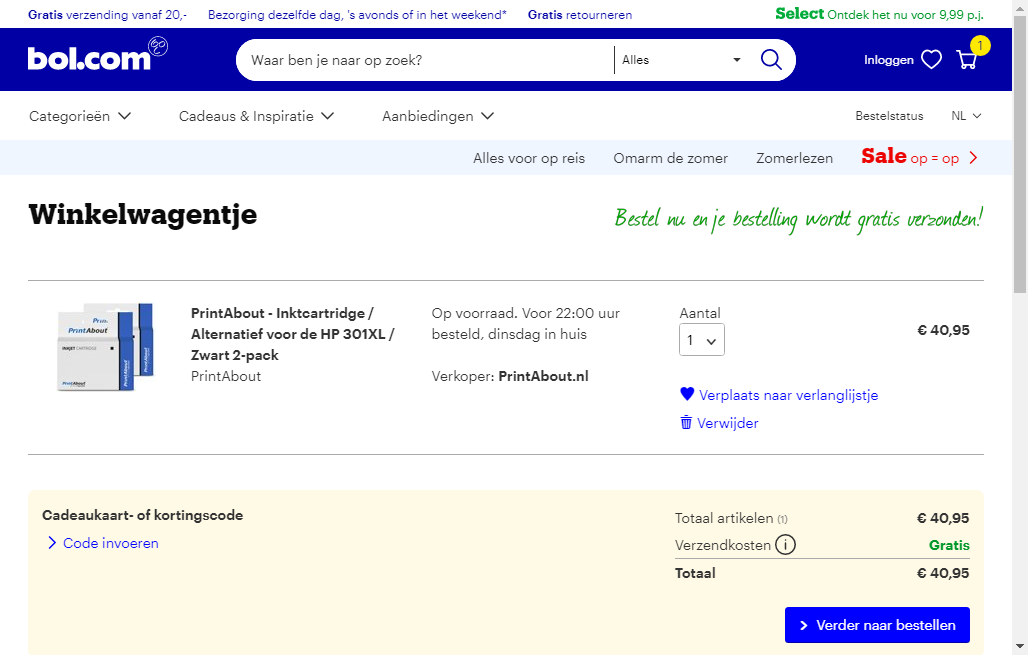 Gratis verzending vanaf 20,- Bezorging dezelfde dag, 's avonds of in het weekend* Gratis retourneren Select Ontdek het nu voor 9,99 p.j.
bol.com Waar ben je naar op zoek? Alles Inloggen 1
Categorieën Cadeaus & Inspiratie Aanbiedingen Bestelstatus NL
Alles voor op reis Omarm de zomer Zomerlezen Sale op = op
Winkelwagentje
Bestel nu en je bestelling wordt gratis verzonden!
PrintAbout
INKJET CARTRIDGE
PrintAbout - Inktcartridge /
Alternatief voor de HP 301XL /
Zwart 2-pack
PrintAbout
Op voorraad. Voor 22:00 uur
besteld, dinsdag in huis
Verkoper: PrintAbout.nl
Aantal
1
€ 40,95
Verplaats naar verlanglijstje
Verwijder
Cadeaukaart- of kortingscode
Code invoeren
Totaal artikelen (1) € 40,95
Verzendkosten i Gratis
Totaal € 40,95
Verder naar bestellen